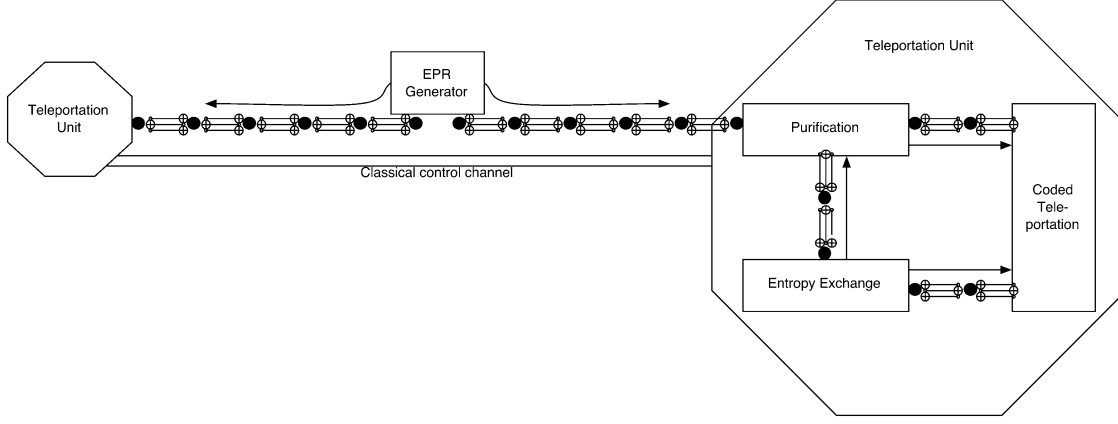 Teleportation Unit
EPR
Generator
Teleportation
Unit
Purification
Classical control channel
Coded
Tele-
portation
Entropy Exchange